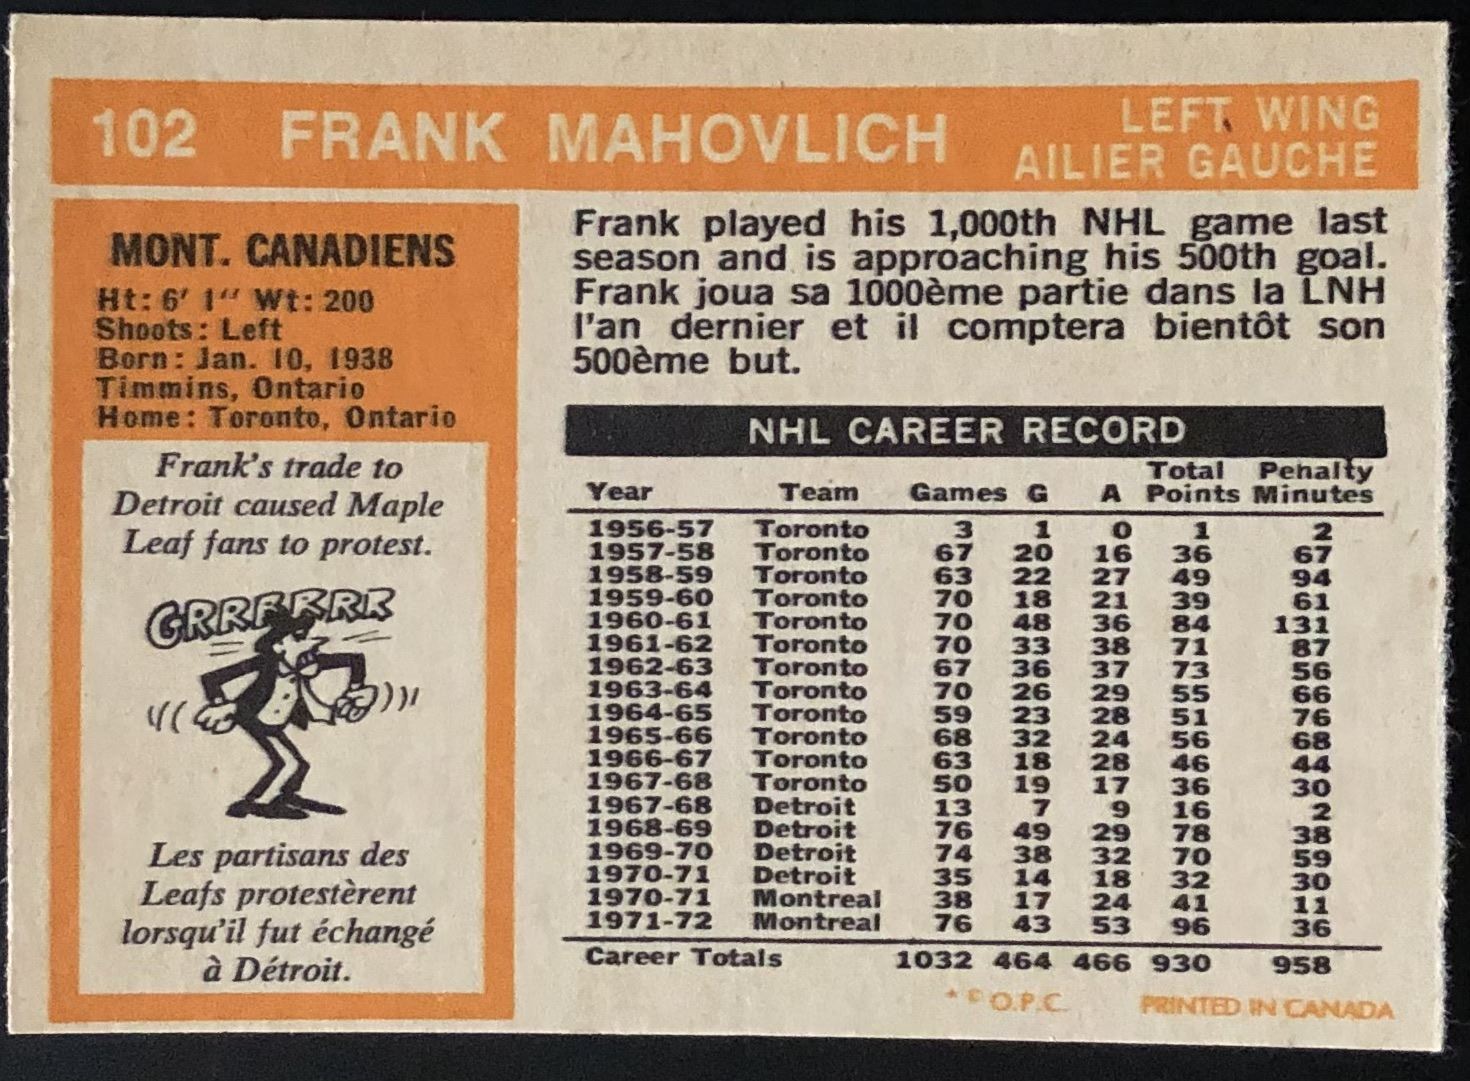 102 FRANK MAHOVLICH
LEFT WING
AILIER GAUCHE
MONT. CANADIENS
Ht: 6' 1" Wt: 200
Shoots: Left
Born: Jan. 10, 1938
Timmins, Ontario
Home: Toronto, Ontario
Frank's trade to
Detroit caused Maple
Leaf fans to protest.
GRRRRRRR
Les partisans des
Leafs protestèrent
lorsqu'il fut échangé
à Détroit.
Frank played his 1,000th NHL game last
season and is approaching his 500th goal.
Frank joua sa 1000ème partie dans la LNH
l'an dernier et il comptera bientôt son
500ème but.
NHL CAREER RECORD
Total Penalty
Year Team Games G A Points Minutes
1956-57 Toronto 3 1 0 1 2
1957-58 Toronto 67 20 16 36 67
1958-59 Toronto 63 22 27 49 94
1959-60 Toronto 70 18 21 39 61
1960-61 Toronto 70 48 36 84 131
1961-62 Toronto 70 33 38 71 87
1962-63 Toronto 67 36 37 73 56
1963-64 Toronto 70 26 29 55 66
1964-65 Toronto 59 23 28 51 76
1965-66 Toronto 68 32 24 56 68
1966-67 Toronto 63 18 28 46 44
1967-68 Toronto 50 19 17 36 30
1967-68 Detroit 13 7 9 16 2
1968-69 Detroit 76 49 29 78 38
1969-70 Detroit 74 38 32 70 59
1970-71 Detroit 35 14 18 32 30
1970-71 Montreal 38 17 24 41 11
1971-72 Montreal 76 43 53 96 36
Career Totals 1032 464 466 930 958
* © O.P.C. PRINTED IN CANADA